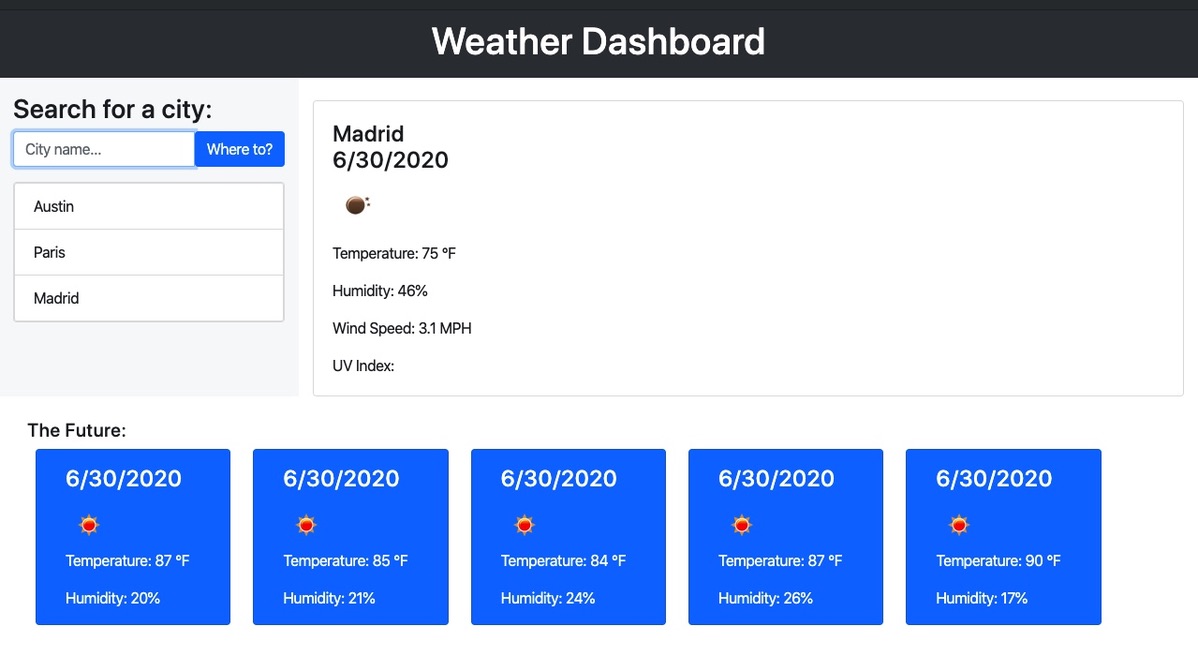 Weather Dashboard
Search for a city:
City name...
Where to?
Austin
Paris
Madrid
Madrid
6/30/2020
Temperature: 75 °F
Humidity: 46%
Wind Speed: 3.1 MPH
UV Index:
The Future:
6/30/2020
Temperature: 87 °F
Humidity: 20%
6/30/2020
Temperature: 85 °F
Humidity: 21%
6/30/2020
Temperature: 84 °F
Humidity: 24%
6/30/2020
Temperature: 87 °F
Humidity: 26%
6/30/2020
Temperature: 90 °F
Humidity: 17%